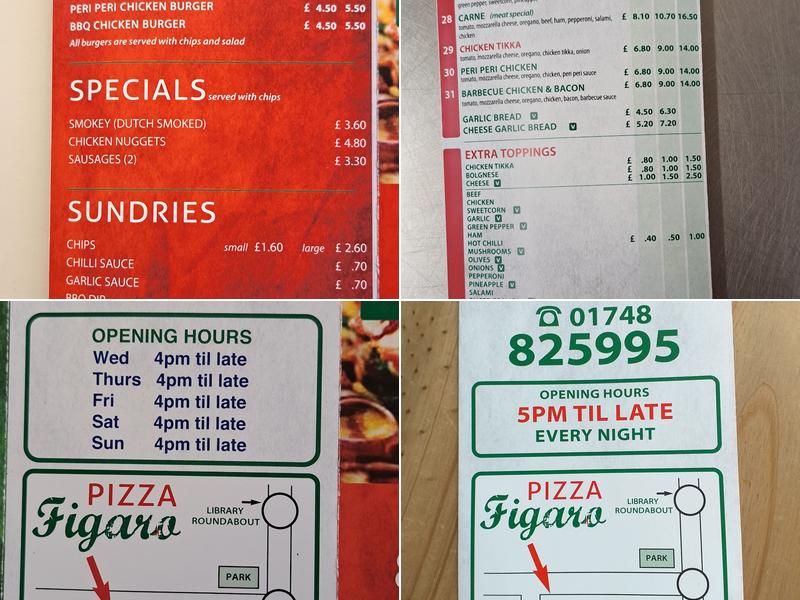 PERI PERI CHICKEN BURGER £ 4.50 5.50
BBQ CHICKEN BURGER £ 4.50 5.50
All burgers are served with chips and salad
SPECIALS served with chips
SMOKEY (DUTCH SMOKED) £ 3.60
CHICKEN NUGGETS £ 4.80
SAUSAGES (2) £ 3.30
SUNDRIES
CHIPS small £1.60 large £ 2.60
CHILLI SAUCE £ .70
GARLIC SAUCE £ .70
28 CARNE (meat special) £ 8.10 10.70 16.50
tomato, mozzarella cheese, oregano, beef, ham, pepperoni, salami,
chicken
29 CHICKEN TIKKA £ 6.80 9.00 14.00
tomato, mozzarella cheese, oregano, chicken tikka, onion
30 PERI PERI CHICKEN £ 6.80 9.00 14.00
tomato, mozzarella cheese, oregano, chicken, peri peri sauce
31 BARBECUE CHICKEN & BACON £ 6.80 9.00 14.00
tomato, mozzarella cheese, oregano, chicken, bacon, barbecue sauce
GARLIC BREAD V £ 4.50 6.30
CHEESE GARLIC BREAD V £ 5.20 7.20
EXTRA TOPPINGS
CHICKEN TIKKA £ .80 1.00 1.50
BOLGNESE £ .80 1.00 1.50
CHEESE V £ 1.00 1.50 2.50
BEEF
CHICKEN
SWEETCORN V
GARLIC V
GREEN PEPPER V
HAM
HOT CHILLI £ .40 .50 1.00
MUSHROOMS V
OLIVES V
ONIONS V
PEPPERONI
PINEAPPLE V
SALAMI
OPENING HOURS
Wed 4pm til late
Thurs 4pm til late
Fri 4pm til late
Sat 4pm til late
Sun 4pm til late
PIZZA
Figaro
LIBRARY
ROUNDABOUT
PARK
01748
825995
OPENING HOURS
5PM TIL LATE
EVERY NIGHT
PIZZA
Figaro
LIBRARY
ROUNDABOUT
PARK